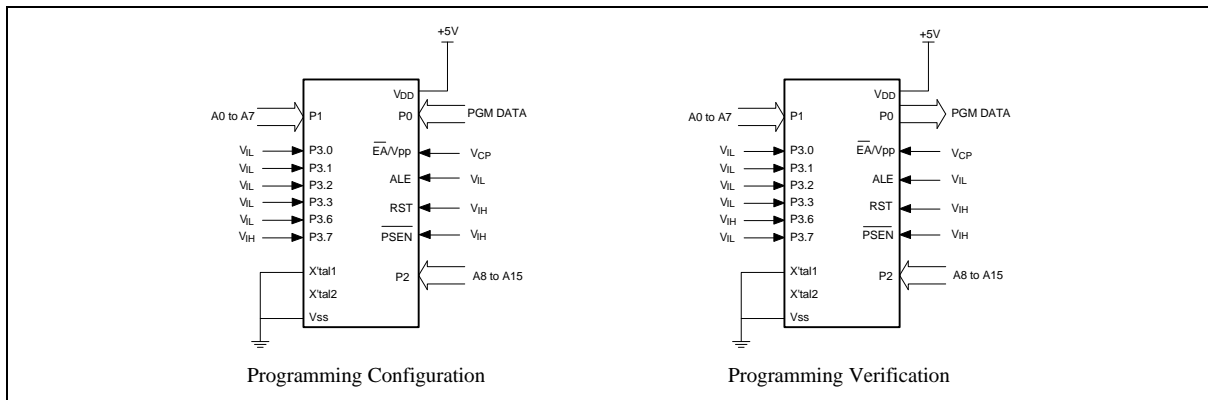 +5V
VDD
A0 to A7
P1
P0
PGM DATA
VIL
P3.0
EA/Vpp
VCP
VIL
P3.1
VIL
P3.2
ALE
VIL
VIL
P3.3
RST
VIH
VIL
P3.6
VIH
P3.7
PSEN
VIH
X'tal1
P2
A8 to A15
X'tal2
Vss
Programming Configuration
+5V
VDD
A0 to A7
P1
P0
PGM DATA
VIL
P3.0
EA/Vpp
VCP
VIL
P3.1
VIL
P3.2
ALE
VIL
VIL
P3.3
RST
VIH
VIH
P3.6
VIL
P3.7
PSEN
VIH
X'tal1
P2
A8 to A15
X'tal2
Vss
Programming Verification